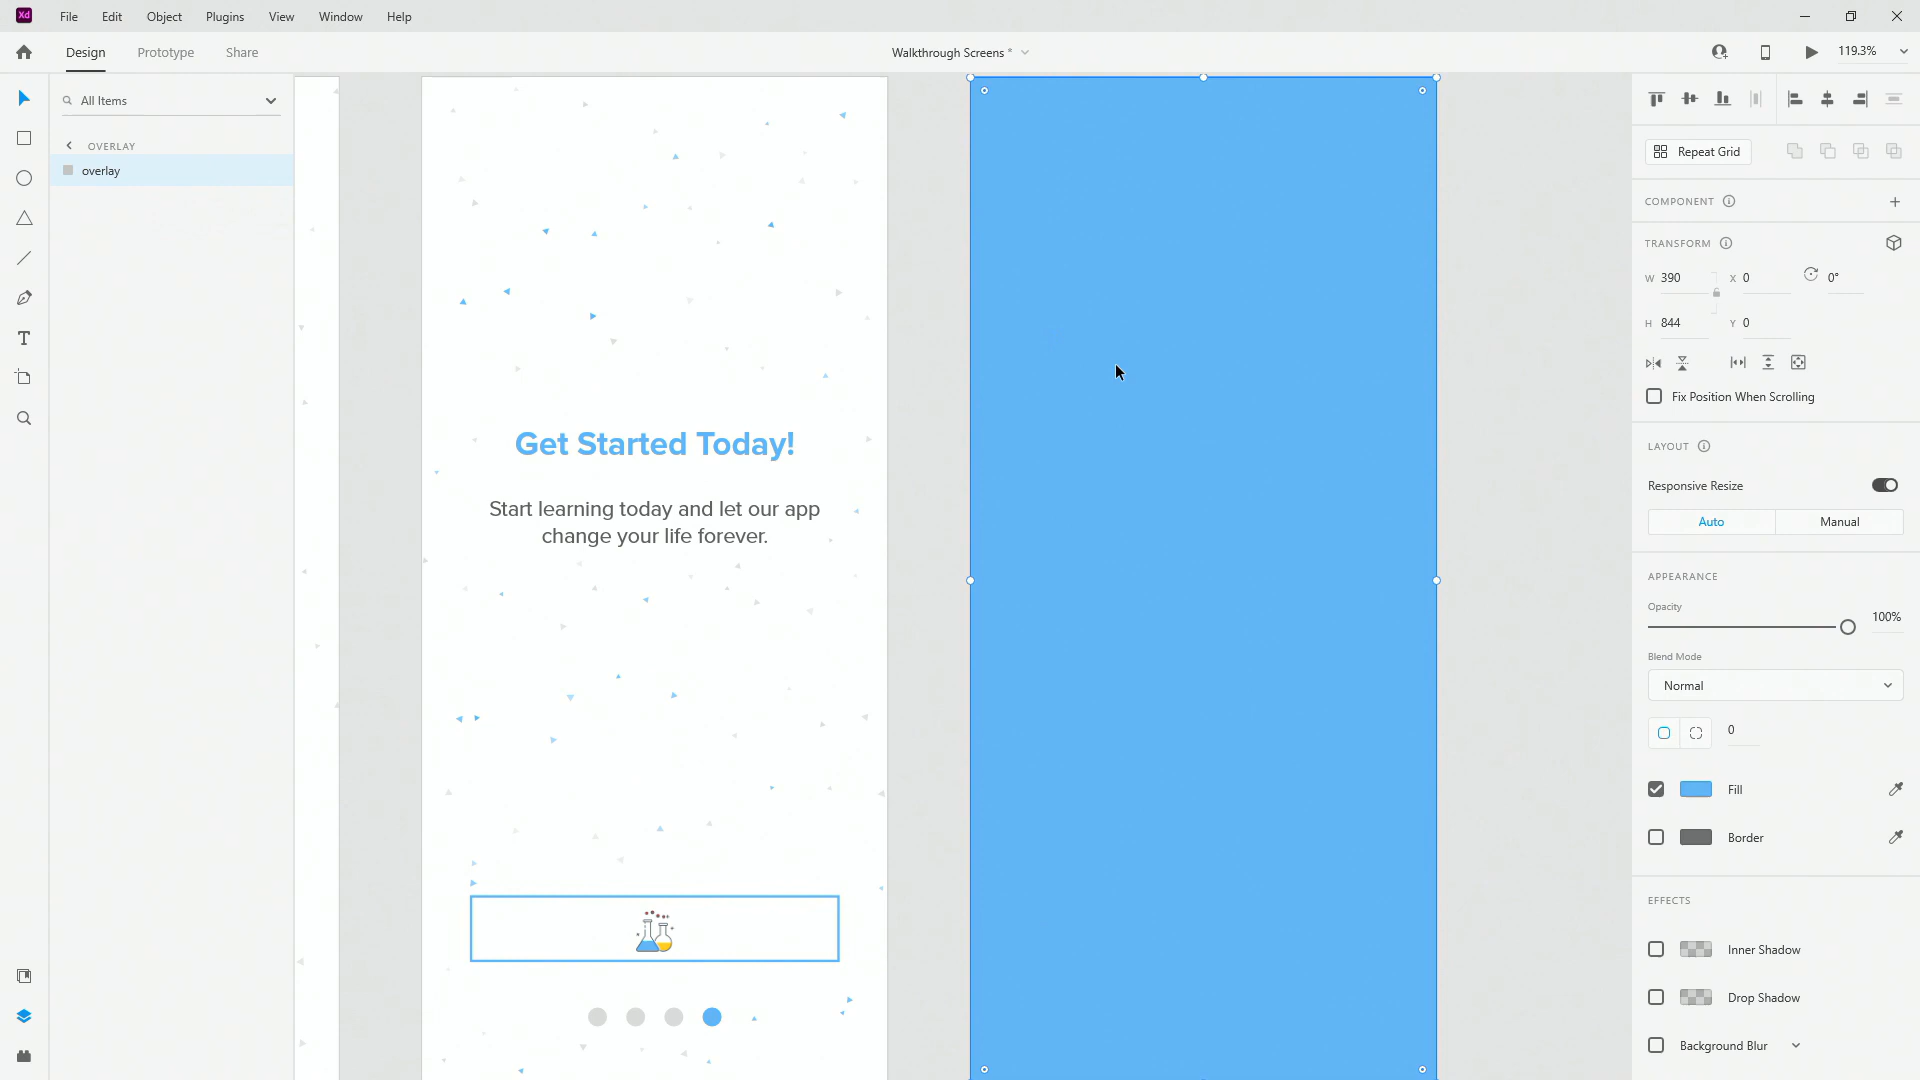 Xd File Edit Object Plugins View Window Help
Design Prototype Share Walkthrough Screens * 119.3%
All Items
OVERLAY
overlay
Get Started Today!
Start learning today and let our app
change your life forever.
Repeat Grid
COMPONENT
TRANSFORM
W 390 X 0 0°
H 844 Y 0
Fix Position When Scrolling
LAYOUT
Responsive Resize
Auto Manual
APPEARANCE
Opacity
100%
Blend Mode
Normal
0
Fill
Border
EFFECTS
Inner Shadow
Drop Shadow
Background Blur